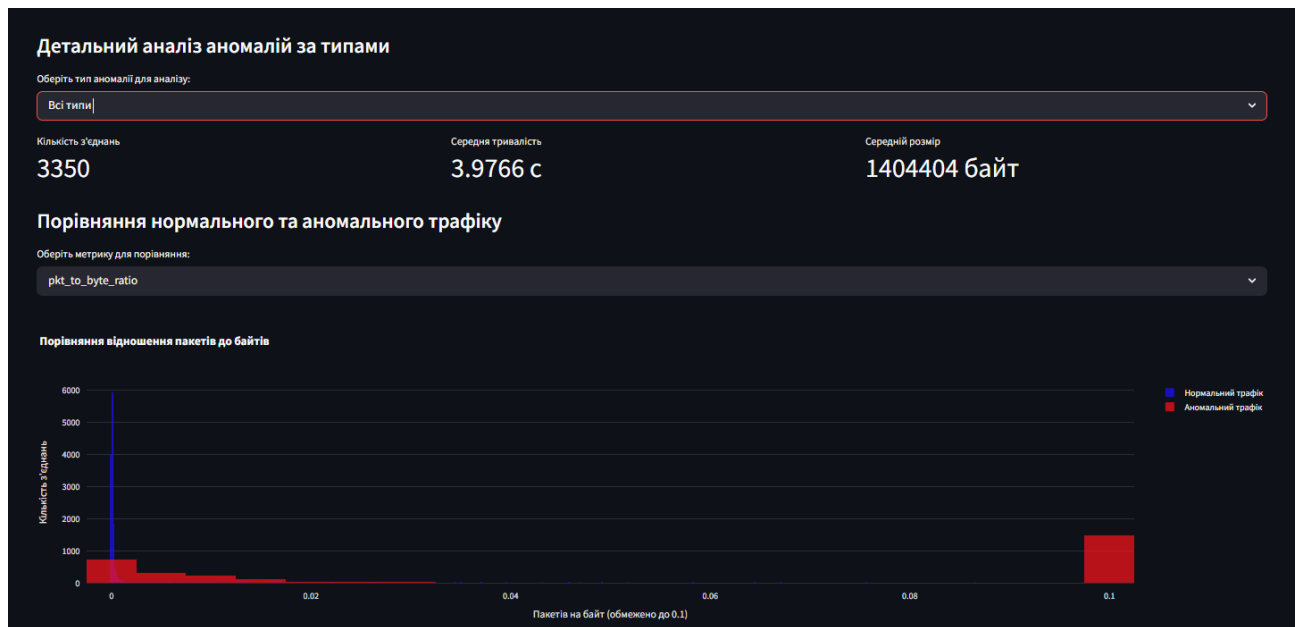 Детальний аналіз аномалій за типами
Оберіть тип аномалії для аналізу:
Всі типи
Кількість з'єднань
Середня тривалість
Середній розмір
3350
3.9766 с
1404404 байт
Порівняння нормального та аномального трафіку
Оберіть метрику для порівняння:
pkt_to_byte_ratio
Порівняння відношення пакетів до байтів
6000
5000
4000
3000
2000
1000
0
Кількість з'єднань
Нормальний трафік
Аномальний трафік
0
0.02
0.04
0.06
0.08
0.1
Пакетів на байт (обмежено до 0.1)